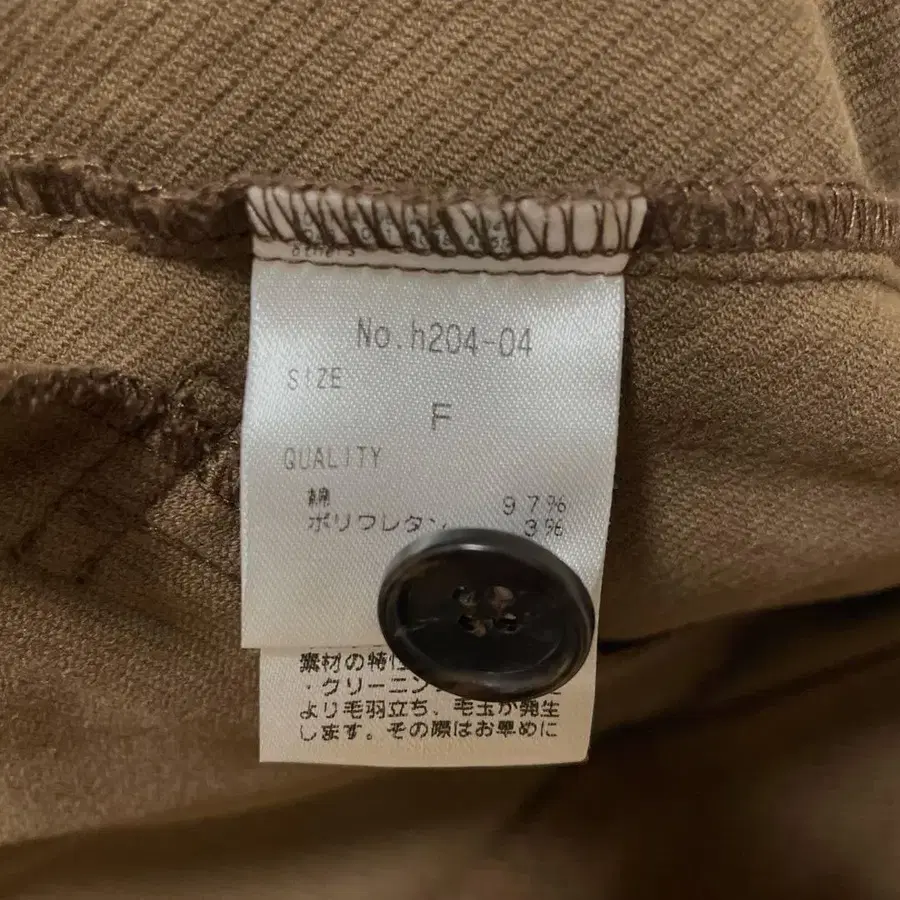 No.h204-04
SIZE
F
QUALITY
綿 97%
ポリウレタン 3%
素材の特性
・クリーニン
より毛羽立ち、毛玉が発生
します。その際はお早めに